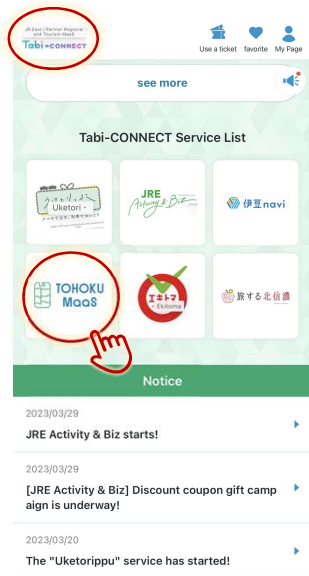 JR East | Partner Regional
and Tourism MaaS
Tabi-CONNECT
Use a ticket
favorite
My Page
see more
Tabi-CONNECT Service List
Uketori -
JRE
Activity & Biz
伊豆navi
TOHOKU
MaaS
エキトマ
- Ekitoma
旅する北信濃
Notice
2023/03/29
JRE Activity & Biz starts!
2023/03/29
[JRE Activity & Biz] Discount coupon gift camp
aign is underway!
2023/03/20
The "Uketorippu" service has started!